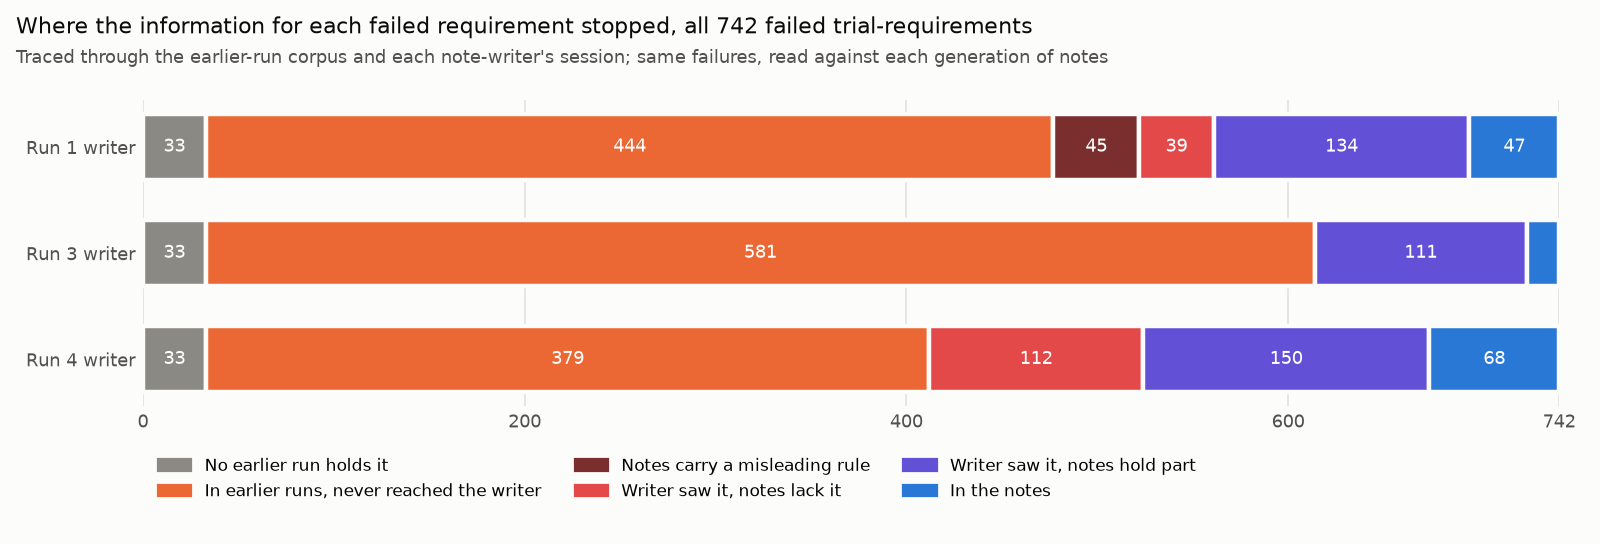 Where the information for each failed requirement stopped, all 742 failed trial-requirements
Traced through the earlier-run corpus and each note-writer's session; same failures, read against each generation of notes
Run 1 writer 33 444 45 39 134 47
Run 3 writer 33 581 111
Run 4 writer 33 379 112 150 68
0 200 400 600 742
No earlier run holds it Notes carry a misleading rule Writer saw it, notes hold part
In earlier runs, never reached the writer Writer saw it, notes lack it In the notes